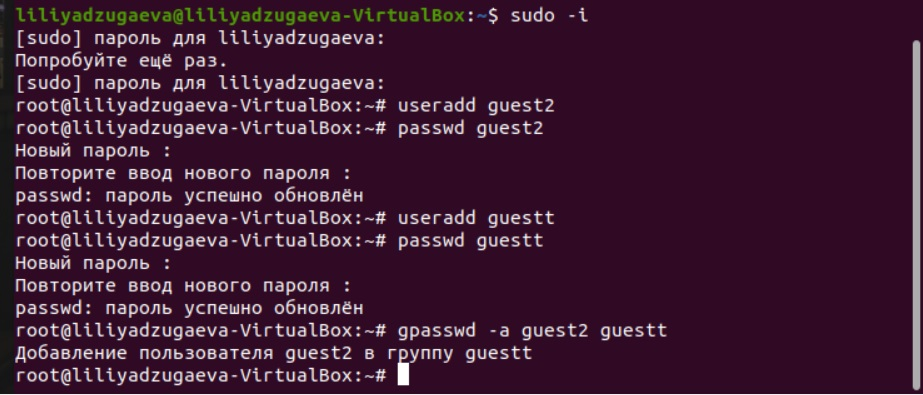 liliyadzugaeva@liliyadzugaeva-VirtualBox:~$ sudo -i
[sudo] пароль для liliyadzugaeva:
Попробуйте ещё раз.
[sudo] пароль для liliyadzugaeva:
root@liliyadzugaeva-VirtualBox:~# useradd guest2
root@liliyadzugaeva-VirtualBox:~# passwd guest2
Новый пароль :
Повторите ввод нового пароля :
passwd: пароль успешно обновлён
root@liliyadzugaeva-VirtualBox:~# useradd guestt
root@liliyadzugaeva-VirtualBox:~# passwd guestt
Новый пароль :
Повторите ввод нового пароля :
passwd: пароль успешно обновлён
root@liliyadzugaeva-VirtualBox:~# gpasswd -a guest2 guestt
Добавление пользователя guest2 в группу guestt
root@liliyadzugaeva-VirtualBox:~#